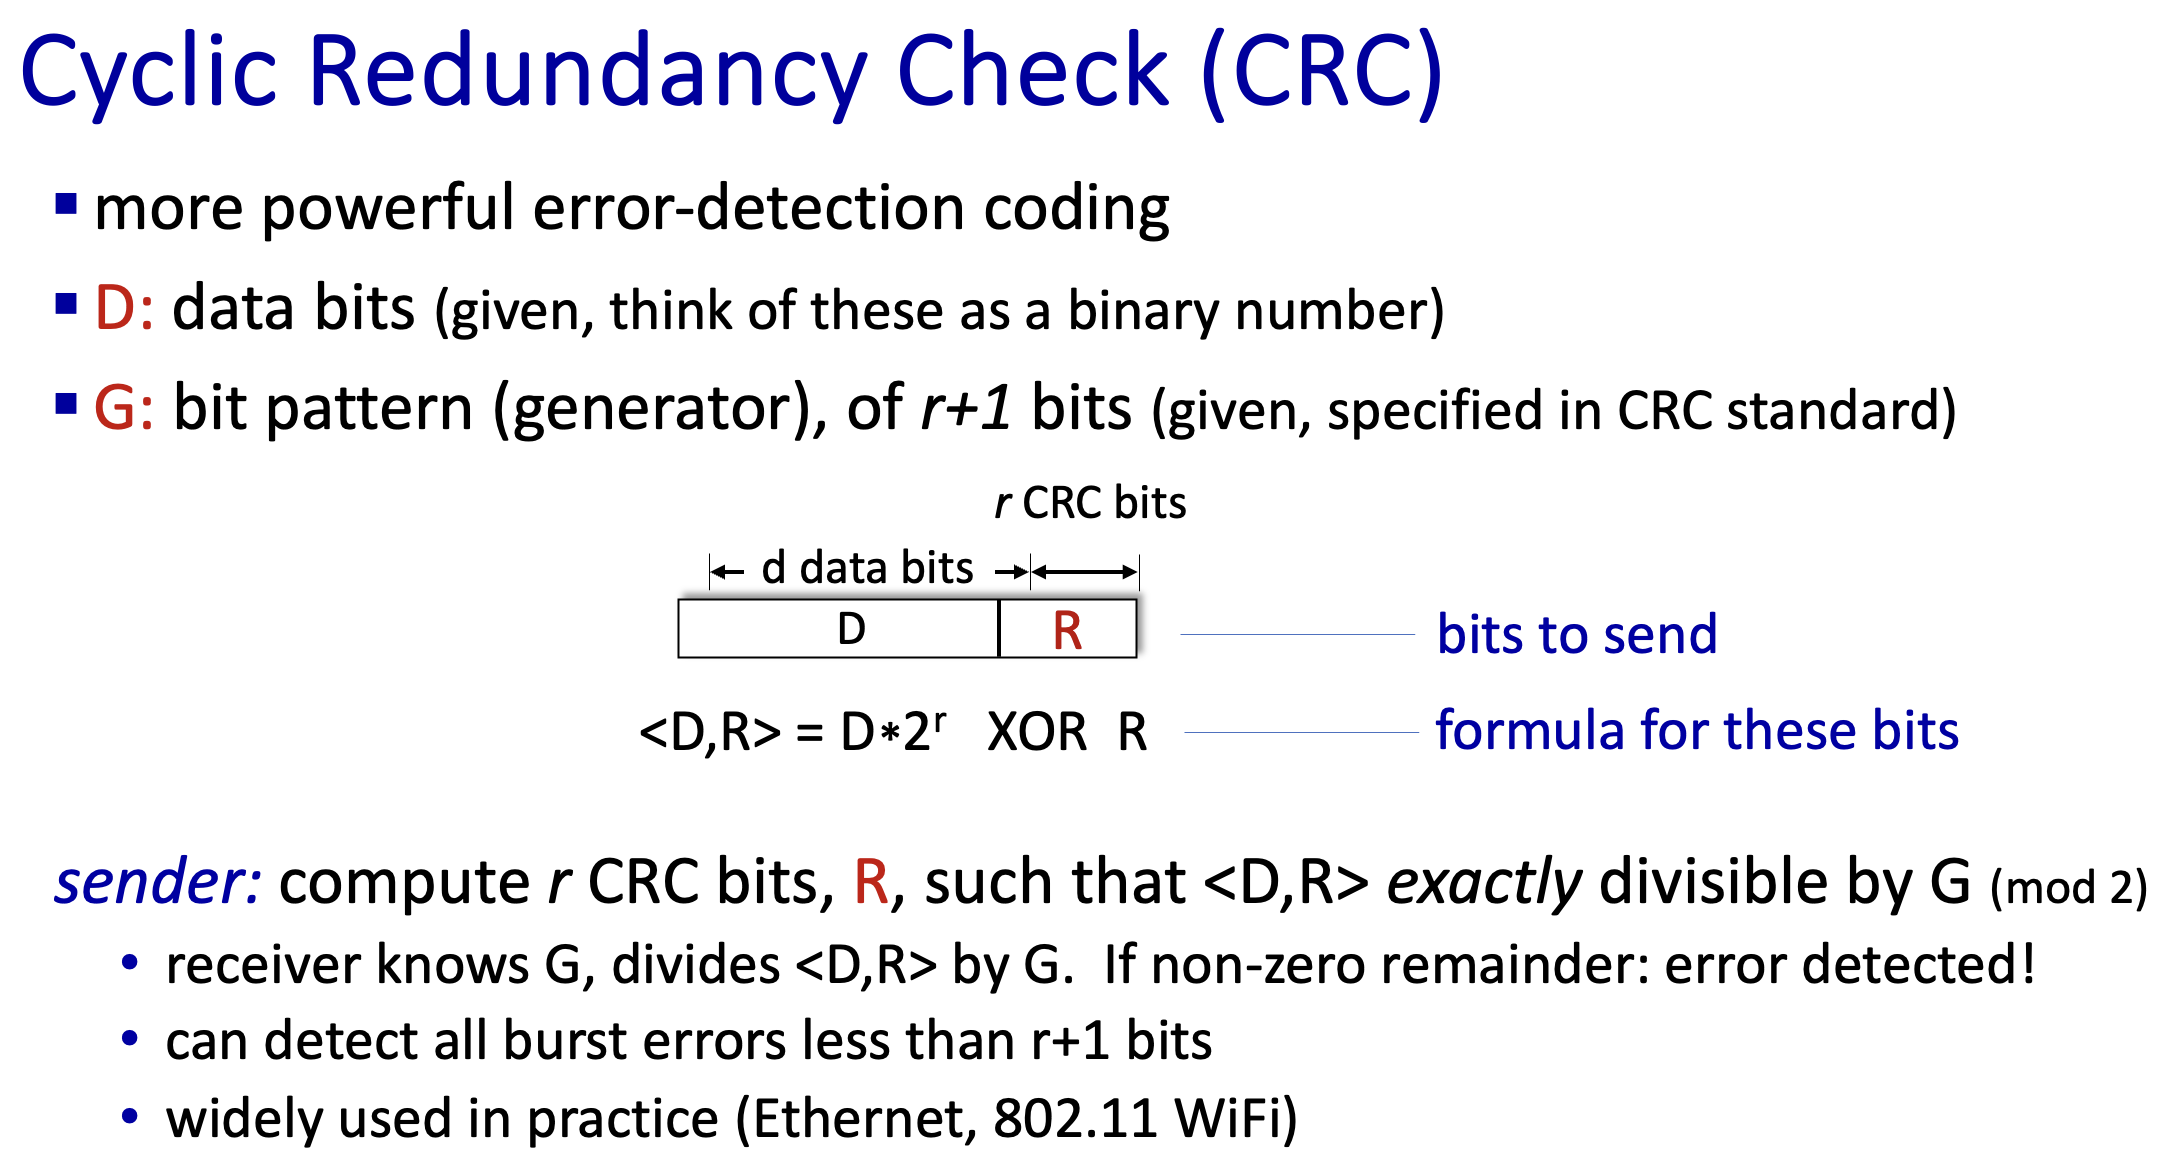 Cyclic Redundancy Check (CRC)
▪ more powerful error-detection coding
▪ D: data bits (given, think of these as a binary number)
▪ G: bit pattern (generator), of r+1 bits (given, specified in CRC standard)
r CRC bits
d data bits
D R bits to send
<D,R> = D*2^r XOR R formula for these bits
sender: compute r CRC bits, R, such that <D,R> exactly divisible by G (mod 2)
• receiver knows G, divides <D,R> by G. If non-zero remainder: error detected!
• can detect all burst errors less than r+1 bits
• widely used in practice (Ethernet, 802.11 WiFi)